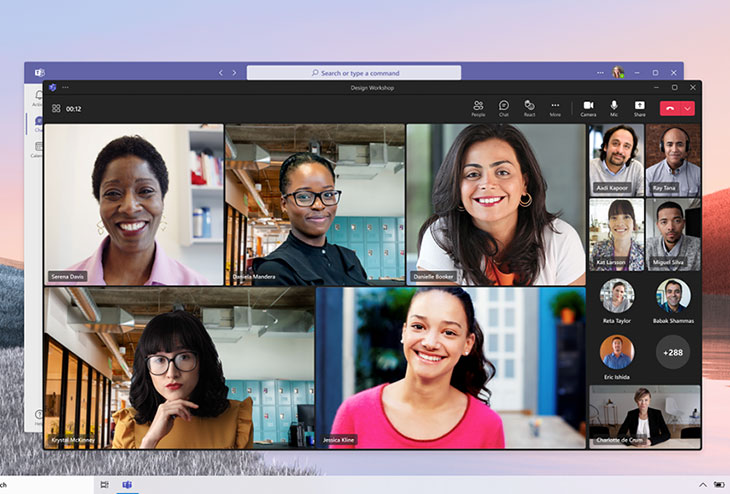 Search or type a command
Design Workshop
00:12
People
Chat
React
More
Camera
Mic
Share
Serena Davis
Daniela Mandera
Danielle Booker
Aadi Kapoor
Ray Tana
Kat Larsson
Miguel Silva
Reta Taylor
Babak Shammas
Eric Ishida
+288
Krystal McKinney
Jessica Kline
Charlotte de Crum